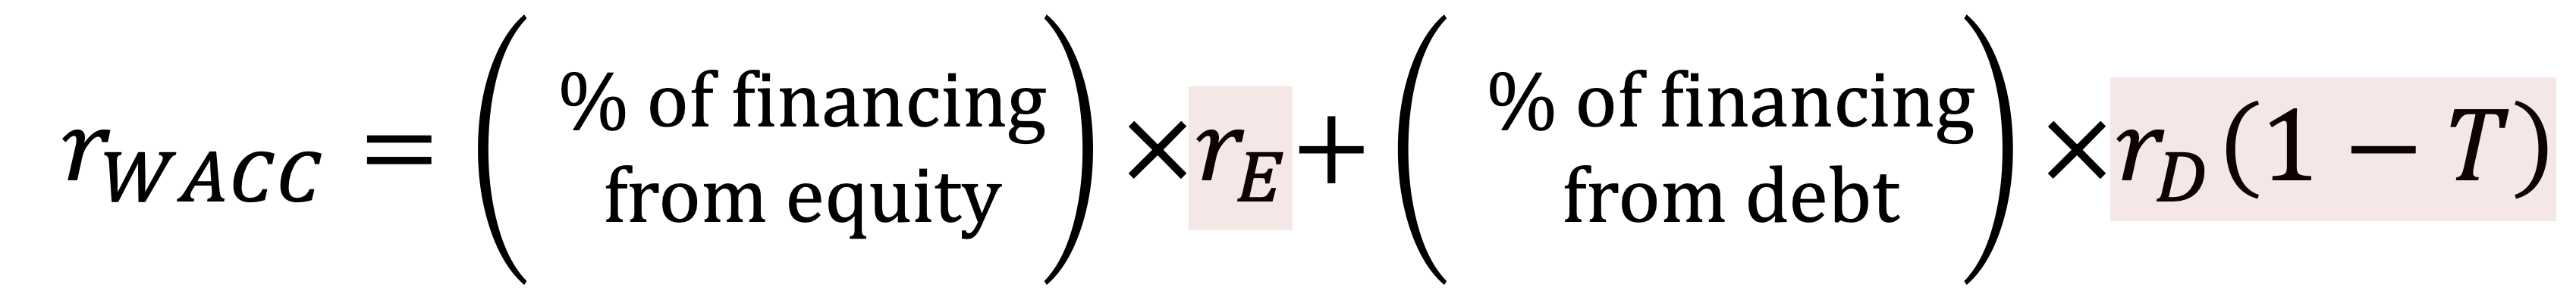 r_WACC = ( % of financing from equity ) × r_E + ( % of financing from debt ) × r_D (1 − T)